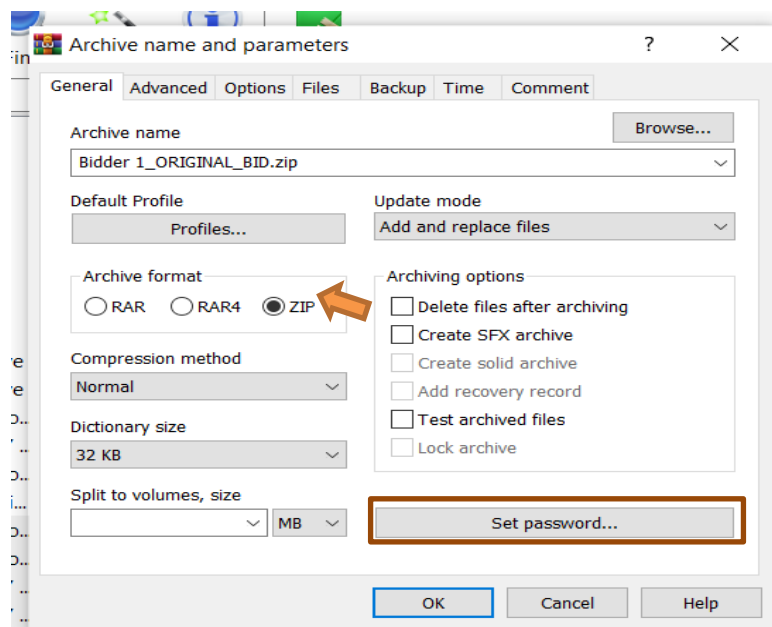 Archive name and parameters ? ×
General Advanced Options Files Backup Time Comment
Archive name
Browse...
Bidder 1_ORIGINAL_BID.zip
Default Profile
Profiles...
Update mode
Add and replace files
Archive format
RAR RAR4 ZIP
Compression method
Normal
Dictionary size
32 KB
Split to volumes, size
MB
Archiving options
Delete files after archiving
Create SFX archive
Create solid archive
Add recovery record
Test archived files
Lock archive
Set password...
OK Cancel Help